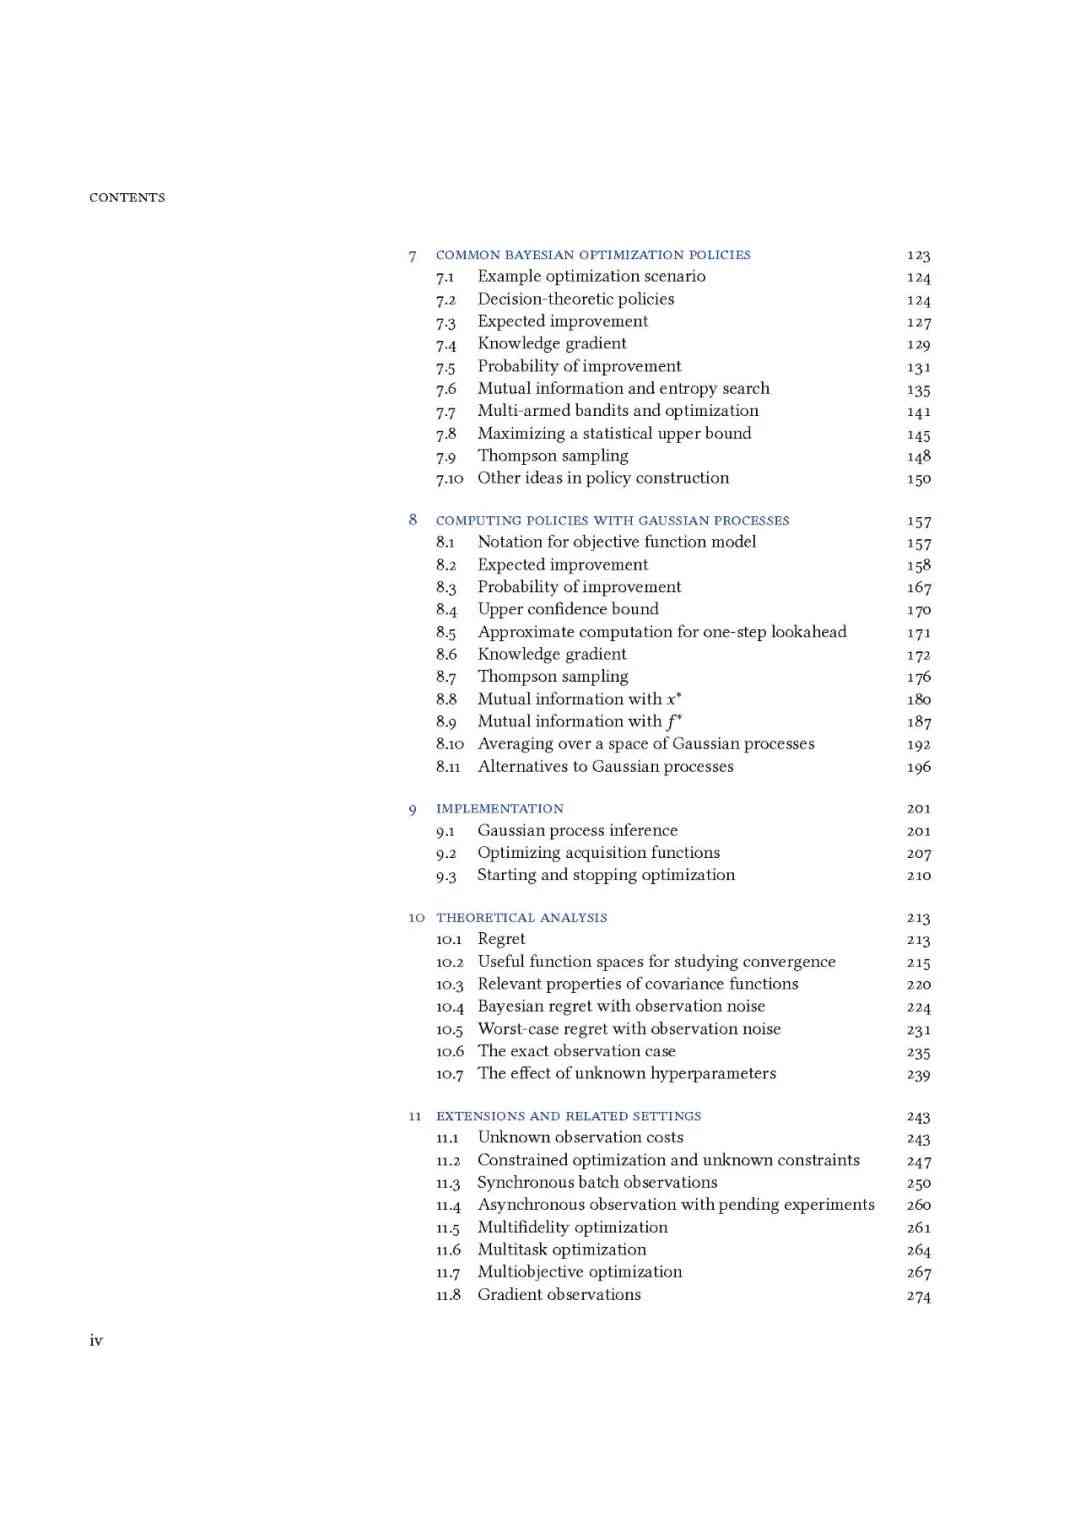 CONTENTS
7 COMMON BAYESIAN OPTIMIZATION POLICIES 123
7.1 Example optimization scenario 124
7.2 Decision-theoretic policies 124
7.3 Expected improvement 127
7.4 Knowledge gradient 129
7.5 Probability of improvement 131
7.6 Mutual information and entropy search 135
7.7 Multi-armed bandits and optimization 141
7.8 Maximizing a statistical upper bound 145
7.9 Thompson sampling 148
7.10 Other ideas in policy construction 150
8 COMPUTING POLICIES WITH GAUSSIAN PROCESSES 157
8.1 Notation for objective function model 157
8.2 Expected improvement 158
8.3 Probability of improvement 167
8.4 Upper confidence bound 170
8.5 Approximate computation for one-step lookahead 171
8.6 Knowledge gradient 172
8.7 Thompson sampling 176
8.8 Mutual information with x* 180
8.9 Mutual information with f* 187
8.10 Averaging over a space of Gaussian processes 192
8.11 Alternatives to Gaussian processes 196
9 IMPLEMENTATION 201
9.1 Gaussian process inference 201
9.2 Optimizing acquisition functions 207
9.3 Starting and stopping optimization 210
10 THEORETICAL ANALYSIS 213
10.1 Regret 213
10.2 Useful function spaces for studying convergence 215
10.3 Relevant properties of covariance functions 220
10.4 Bayesian regret with observation noise 224
10.5 Worst-case regret with observation noise 231
10.6 The exact observation case 235
10.7 The effect of unknown hyperparameters 239
11 EXTENSIONS AND RELATED SETTINGS 243
11.1 Unknown observation costs 243
11.2 Constrained optimization and unknown constraints 247
11.3 Synchronous batch observations 250
11.4 Asynchronous observation with pending experiments 260
11.5 Multifidelity optimization 261
11.6 Multitask optimization 264
11.7 Multiobjective optimization 267
11.8 Gradient observations 274
iv